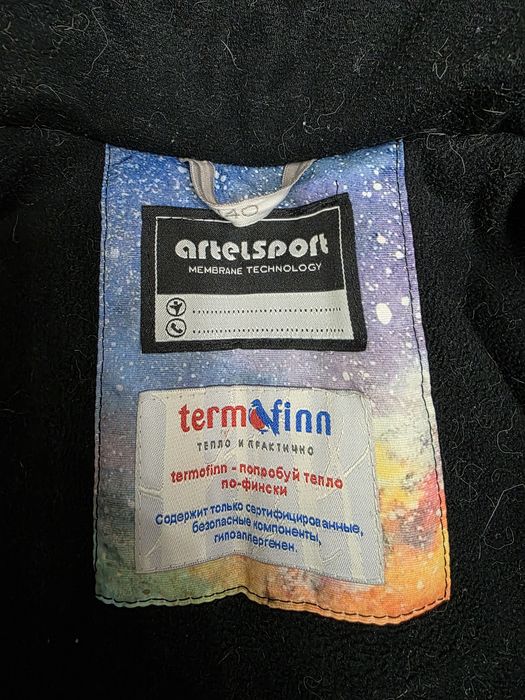 40
artelsport
MEMBRANE TECHNOLOGY
termofinn
ТЕПЛО И ПРАКТИЧНО
termofinn - попробуй тепло
по-фински
Содержит только сертифицированные,
безопасные компоненты,
гипоаллергенен.